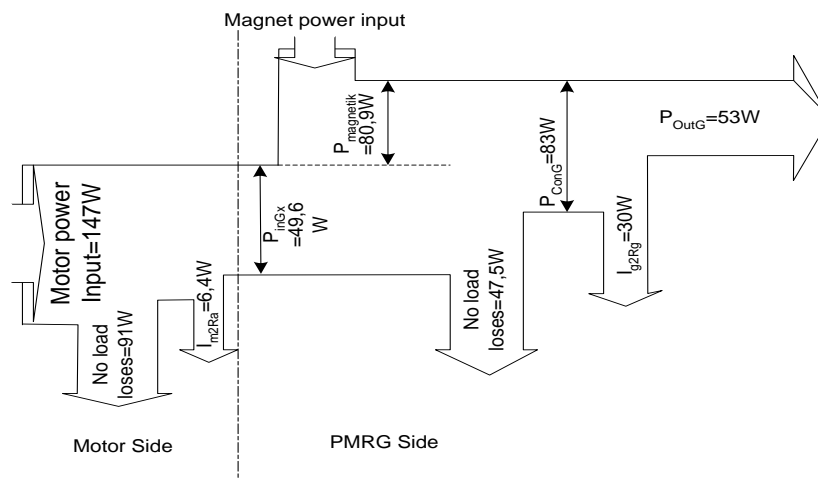 Magnet power input
P_magnetik
=80,9W
P_OutG=53W
P_ConG=83W
P_inGx
=49,6
W
Motor power
Input=147W
I_m2Ra=6,4W
I_g2Rg=30W
No load
loses=47,5W
No load
loses=91W
Motor Side
PMRG Side